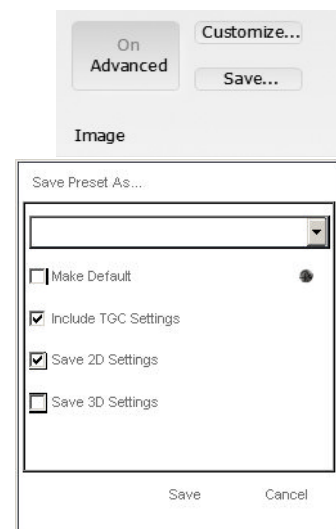 On
Advanced
Customize...
Save...
Image
Save Preset As...
Make Default
Include TGC Settings
Save 2D Settings
Save 3D Settings
Save Cancel